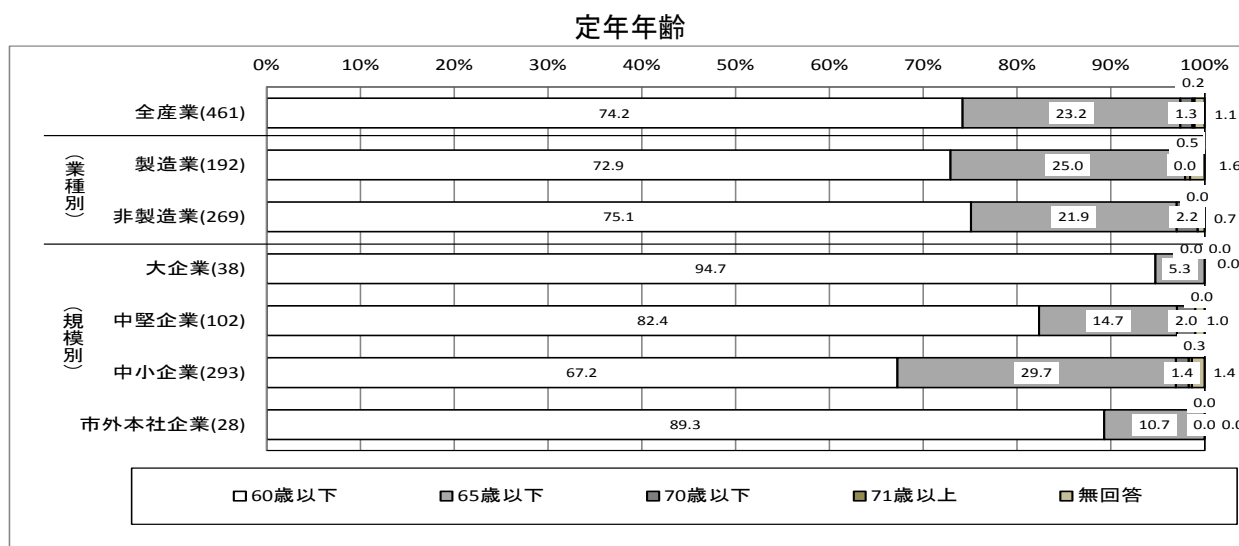 定年年齢
0% 10% 20% 30% 40% 50% 60% 70% 80% 90% 100%
0.2
全産業(461) 74.2 23.2 1.3 1.1
0.5
製造業(192) 72.9 25.0 0.0 1.6
0.0
非製造業(269) 75.1 21.9 2.2 0.7
0.0 0.0
大企業(38) 94.7 5.3 0.0
0.0
中堅企業(102) 82.4 14.7 2.0 1.0
0.3
中小企業(293) 67.2 29.7 1.4 1.4
0.0
市外本社企業(28) 89.3 10.7 0.0 0.0
(業種別)
(規模別)
60歳以下 65歳以下 70歳以下 71歳以上 無回答